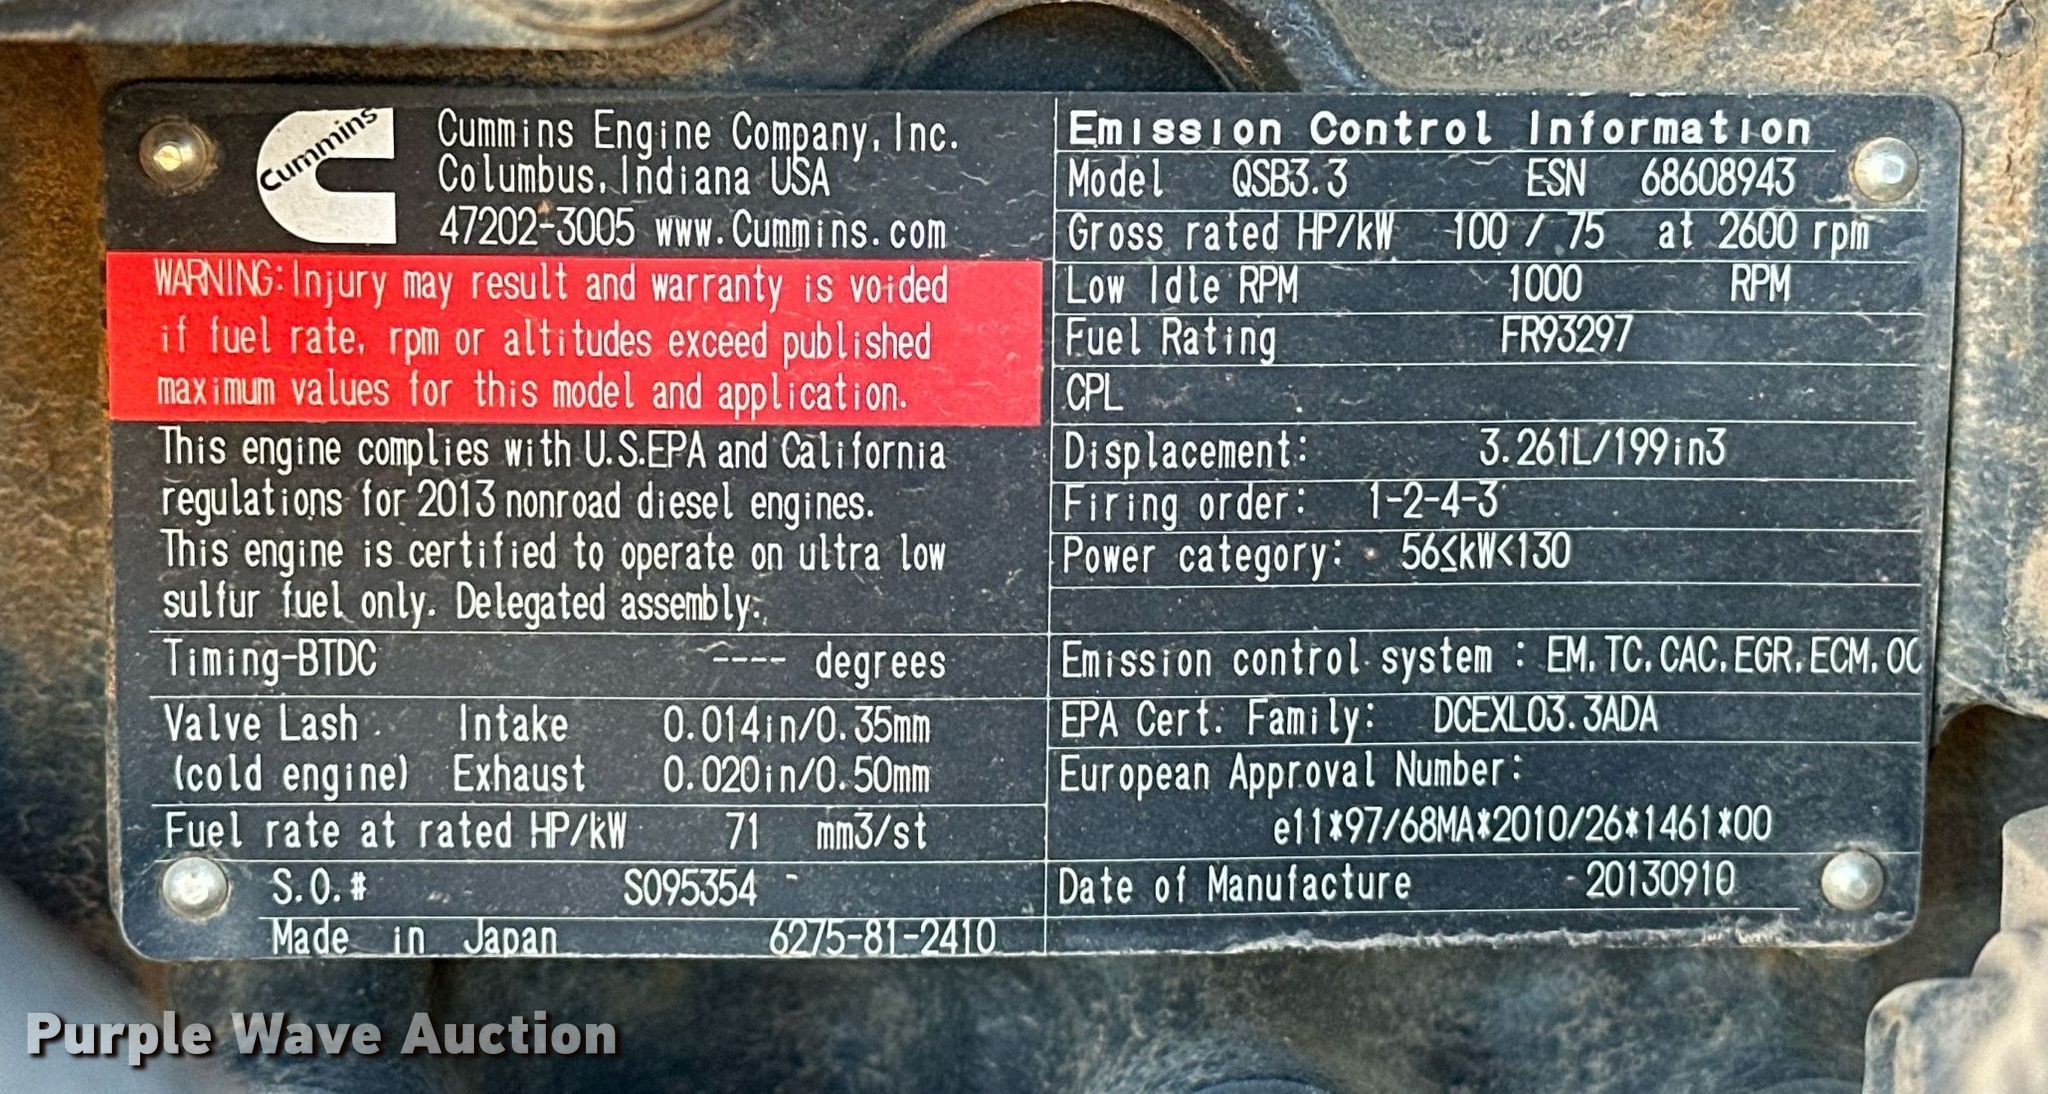 Cummins
Cummins Engine Company, Inc.
Columbus, Indiana USA
47202-3005 www.Cummins.com
WARNING: Injury may result and warranty is voided
if fuel rate, rpm or altitudes exceed published
maximum values for this model and application.
This engine complies with U.S.EPA and California
regulations for 2013 nonroad diesel engines.
This engine is certified to operate on ultra low
sulfur fuel only. Delegated assembly.
Timing-BTDC ---- degrees
Valve Lash Intake 0.014in/0.35mm
(cold engine) Exhaust 0.020in/0.50mm
Fuel rate at rated HP/kW 71 mm3/st
S.O.# SO95354
Made in Japan 6275-81-2410
Emission Control Information
Model QSB3.3 ESN 68608943
Gross rated HP/kW 100 / 75 at 2600 rpm
Low Idle RPM 1000 RPM
Fuel Rating FR93297
CPL
Displacement: 3.261L/199in3
Firing order: 1-2-4-3
Power category: 56≤kW<130
Emission control system : EM, TC, CAC, EGR, ECM, OC
EPA Cert. Family: DCEXL03.3ADA
European Approval Number:
e11*97/68MA*2010/26*1461*00
Date of Manufacture 20130910
Purple Wave Auction